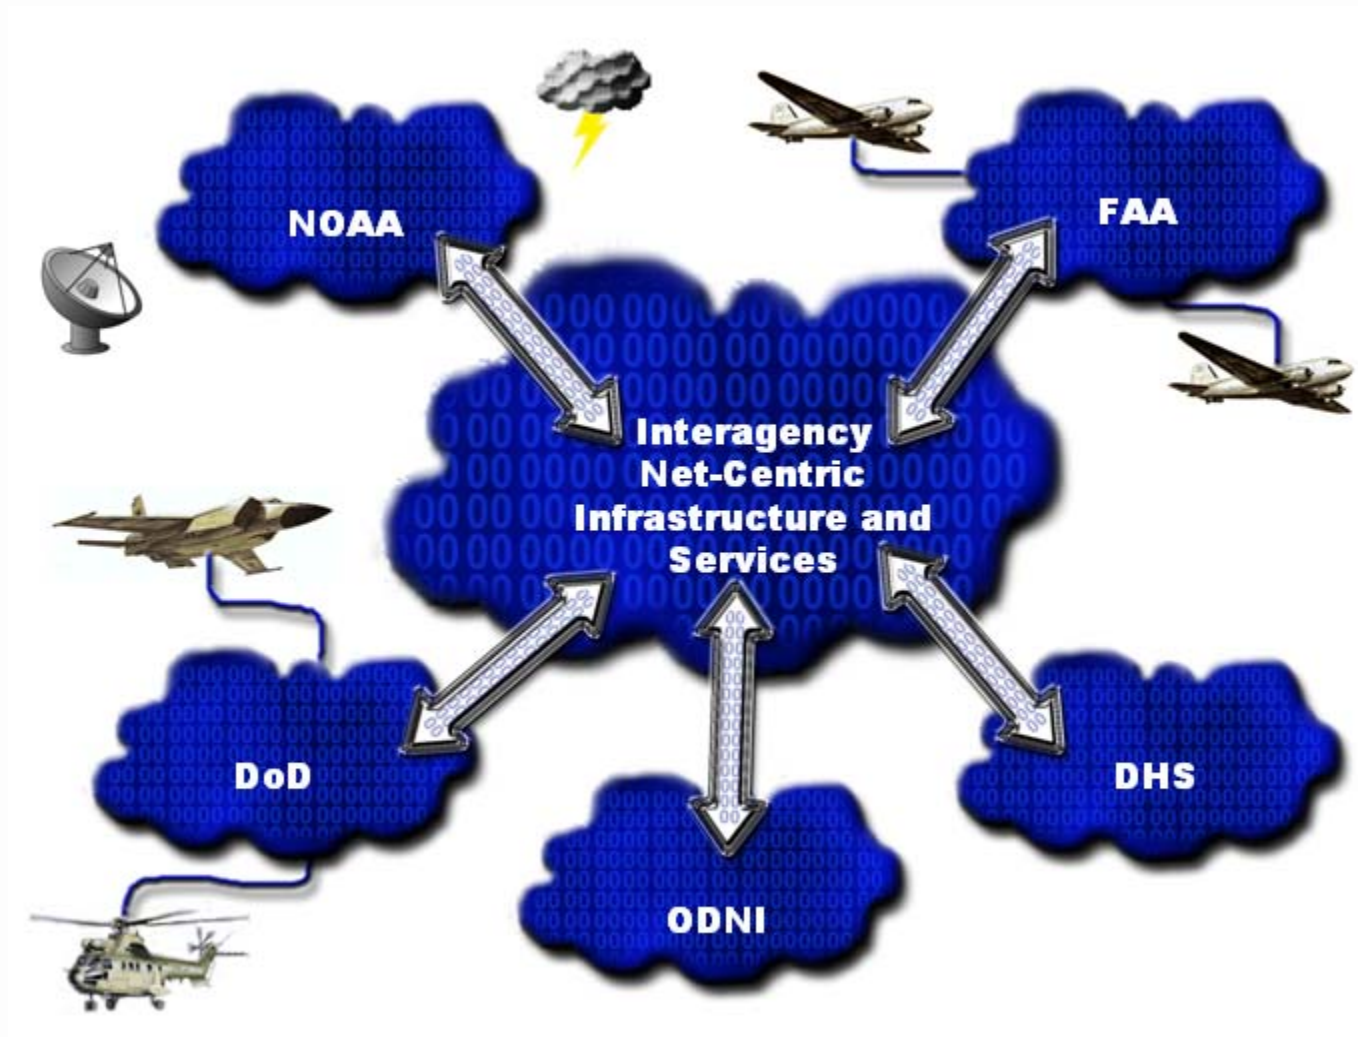 NOAA
FAA
Interagency
Net-Centric
Infrastructure and
Services
DoD
DHS
ODNI